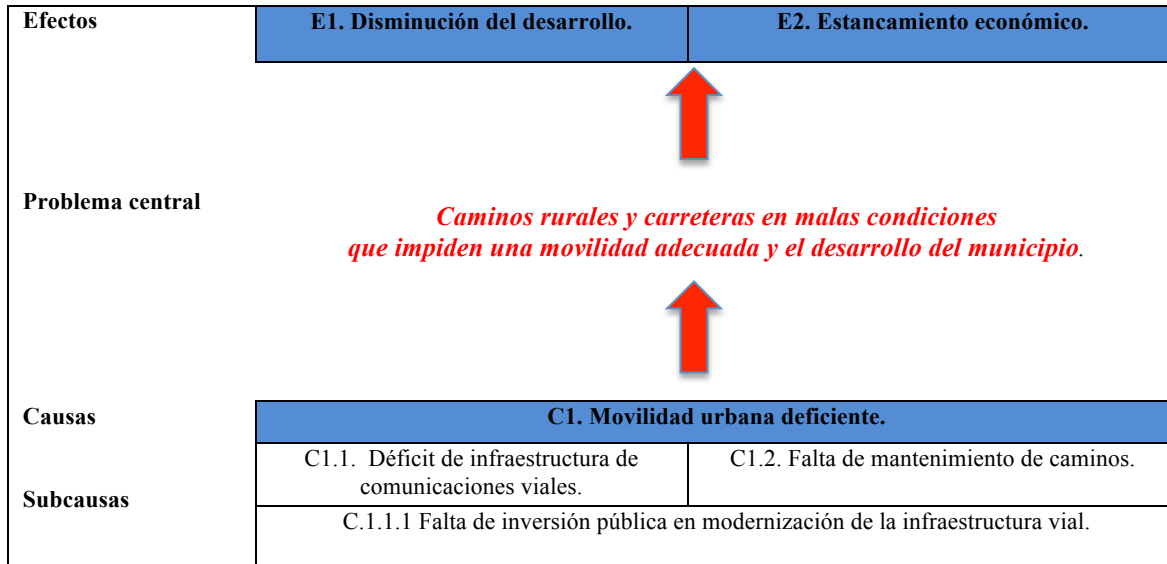 Efectos
E1. Disminución del desarrollo.
E2. Estancamiento económico.
Problema central
Caminos rurales y carreteras en malas condiciones
que impiden una movilidad adecuada y el desarrollo del municipio.
Causas
C1. Movilidad urbana deficiente.
Subcausas
C1.1. Déficit de infraestructura de
comunicaciones viales.
C1.2. Falta de mantenimiento de caminos.
C.1.1.1 Falta de inversión pública en modernización de la infraestructura vial.